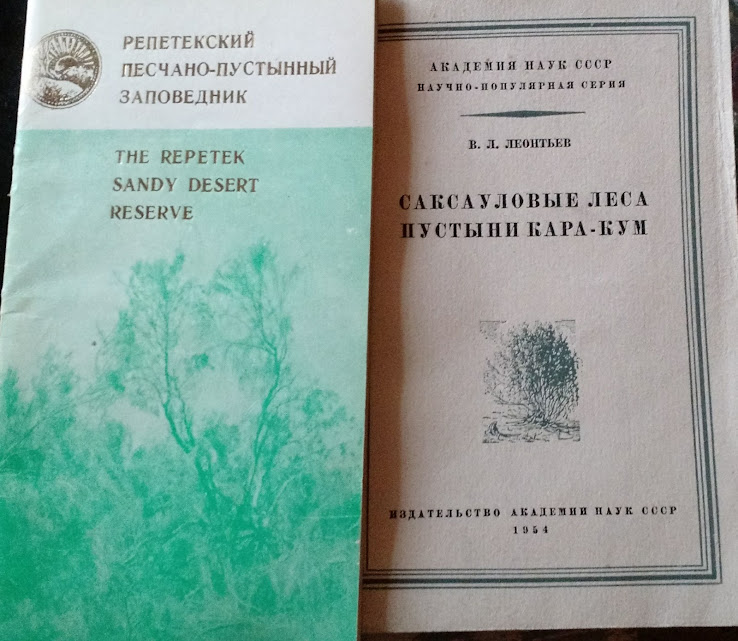 РЕПЕТЕКСКИЙ
ПЕСЧАНО-ПУСТЫННЫЙ
ЗАПОВЕДНИК
THE REPETEK
SANDY DESERT
RESERVE
АКАДЕМИЯ НАУК СССР
НАУЧНО-ПОПУЛЯРНАЯ СЕРИЯ
В. Л. ЛЕОНТЬЕВ
САКСАУЛОВЫЕ ЛЕСА
ПУСТЫНИ КАРА-КУМ
ИЗДАТЕЛЬСТВО АКАДЕМИИ НАУК СССР
1954